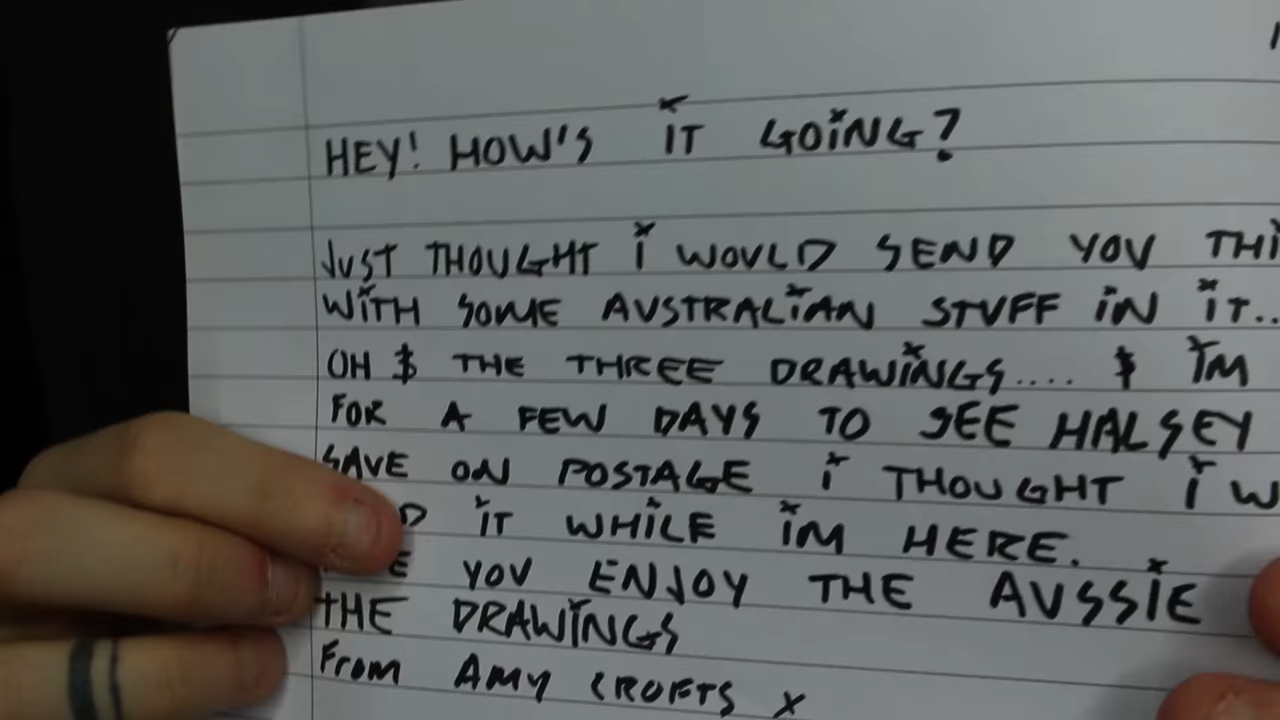 HEY! HOW'S iT GOiNG?
JUST THOUGHT i WOULD SEND YOU THi
WiTH SOME AUSTRALiAN STUFF iN iT..
OH $ THE THREE DRAWiNGS.... $ iM
FOR A FEW DAYS TO SEE HALSEY
SAVE ON POSTAGE i THOUGHT i W
D iT WHiLE iM HERE.
E YOU ENJOY THE AUSSiE
THE DRAWiNGS
From AMY CROFTS x